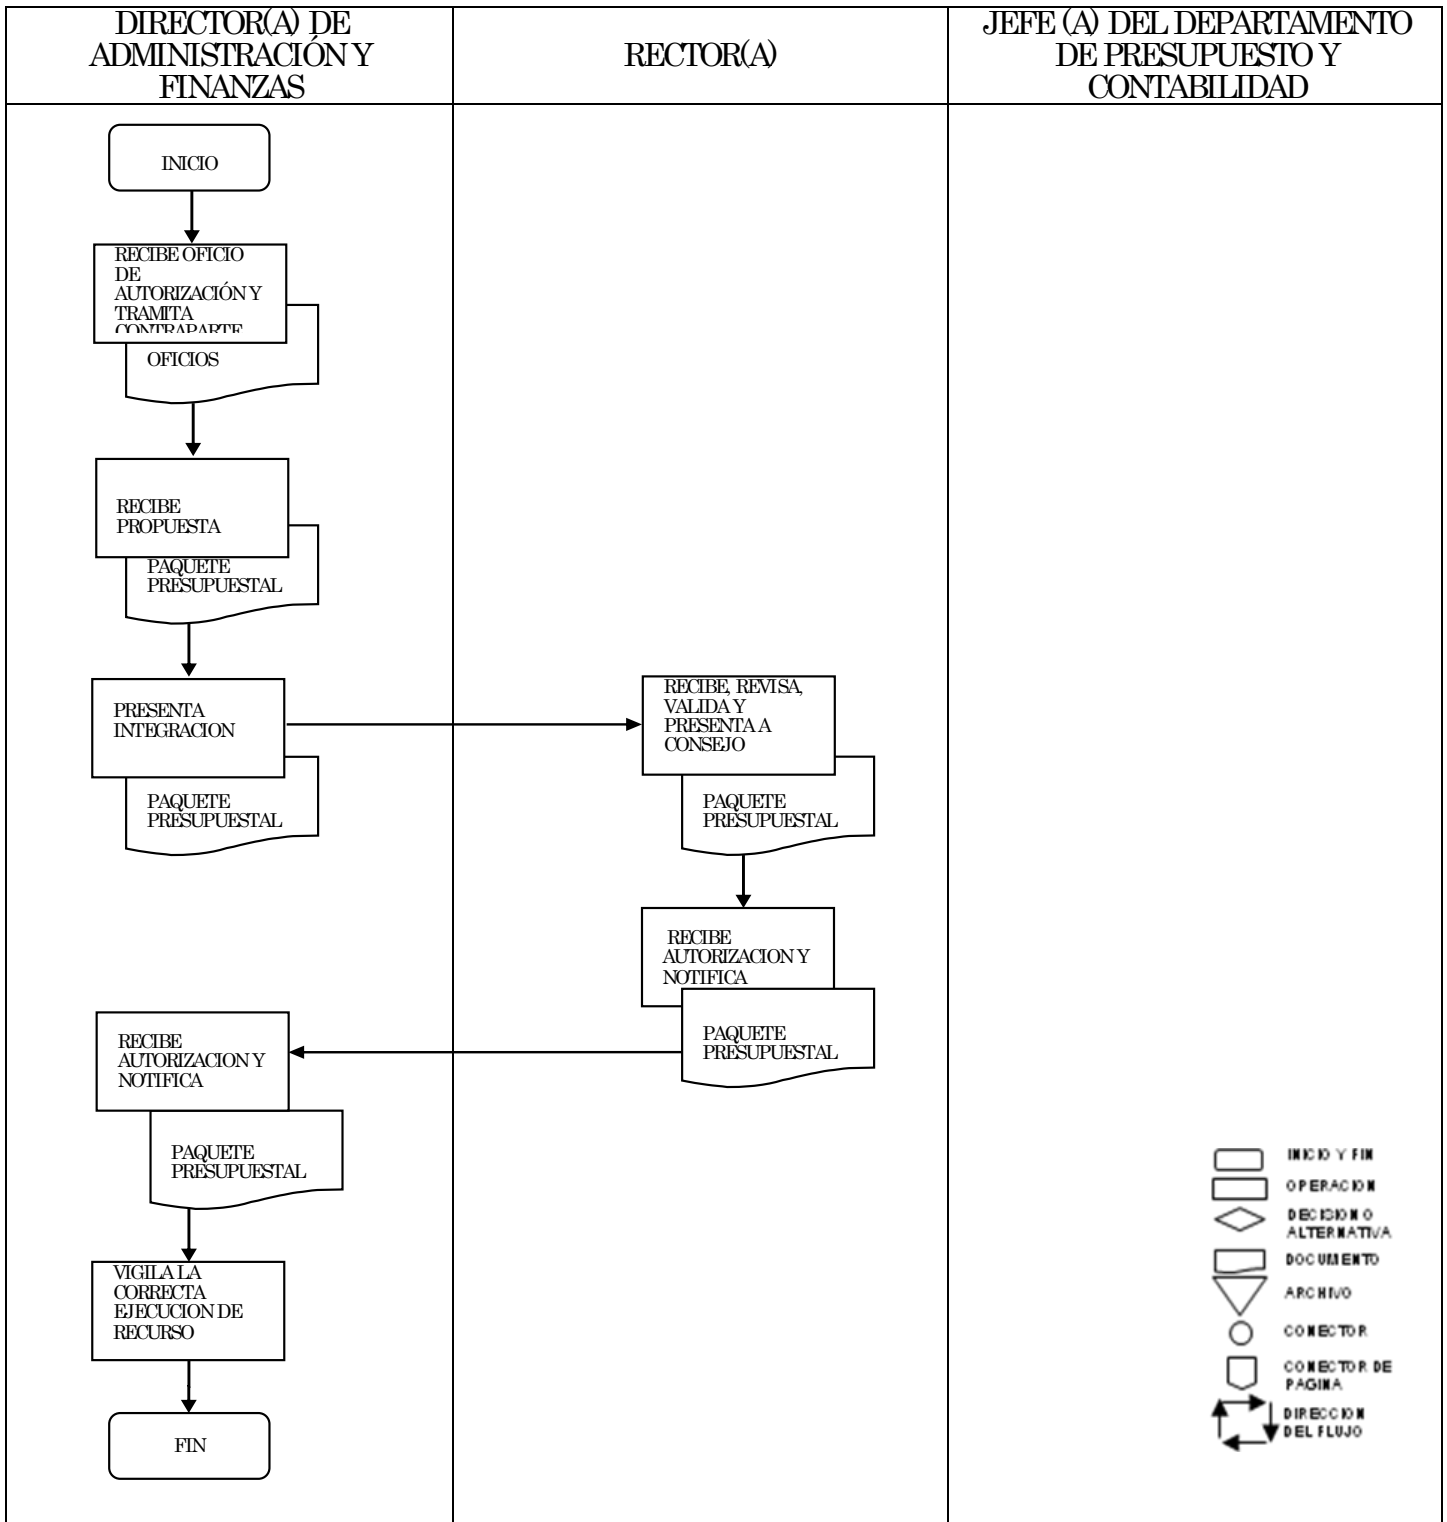 DIRECTOR(A) DE
ADMINISTRACIÓN Y
FINANZAS
RECTOR(A)
JEFE (A) DEL DEPARTAMENTO
DE PRESUPUESTO Y
CONTABILIDAD
INICIO
RECIBE OFICIO
DE
AUTORIZACIÓN Y
TRAMITA
CONTRAPARTE
OFICIOS
RECIBE
PROPUESTA
PAQUETE
PRESUPUESTAL
PRESENTA
INTEGRACION
PAQUETE
PRESUPUESTAL
RECIBE, REVISA,
VALIDA Y
PRESENTA A
CONSEJO
PAQUETE
PRESUPUESTAL
RECIBE
AUTORIZACION Y
NOTIFICA
PAQUETE
PRESUPUESTAL
RECIBE
AUTORIZACION Y
NOTIFICA
PAQUETE
PRESUPUESTAL
VIGILA LA
CORRECTA
EJECUCION DE
RECURSO
FIN
INICIO Y FIN
OPERACION
DECISION O
ALTERNATIVA
DOCUMENTO
ARCHIVO
CONECTOR
CONECTOR DE
PAGINA
DIRECCION
DEL FLUJO